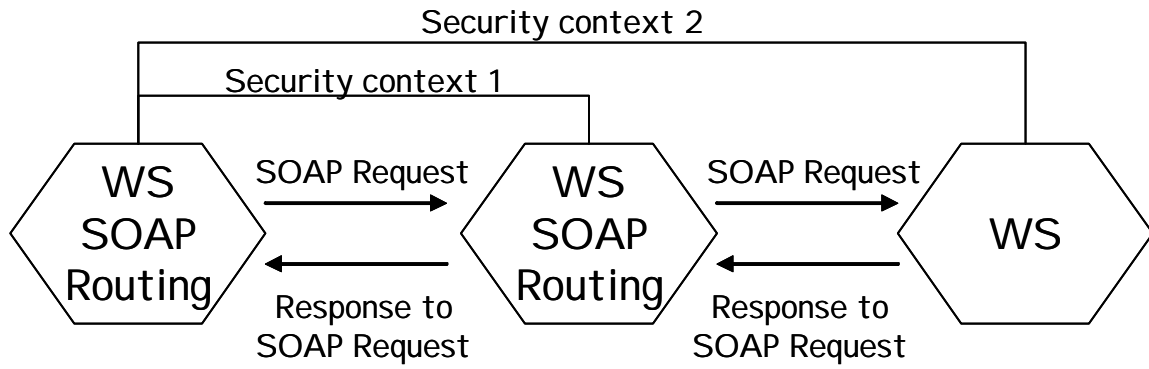 Security context 2
Security context 1
WS
SOAP
Routing
SOAP Request
Response to
SOAP Request
WS
SOAP
Routing
SOAP Request
Response to
SOAP Request
WS